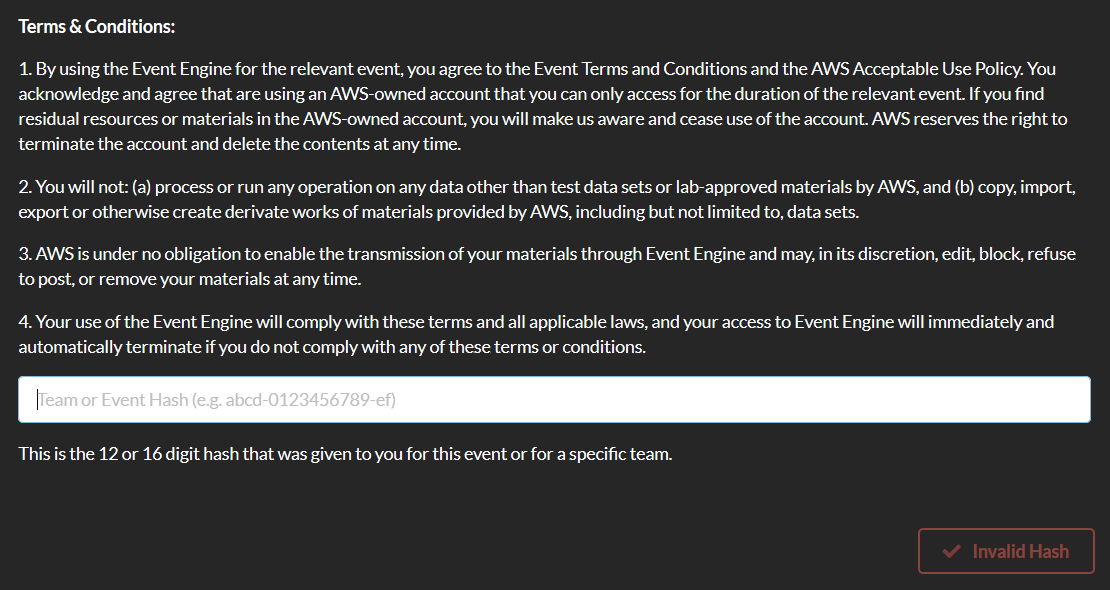 Terms & Conditions:
1. By using the Event Engine for the relevant event, you agree to the Event Terms and Conditions and the AWS Acceptable Use Policy. You
acknowledge and agree that are using an AWS-owned account that you can only access for the duration of the relevant event. If you find
residual resources or materials in the AWS-owned account, you will make us aware and cease use of the account. AWS reserves the right to
terminate the account and delete the contents at any time.
2. You will not: (a) process or run any operation on any data other than test data sets or lab-approved materials by AWS, and (b) copy, import,
export or otherwise create derivate works of materials provided by AWS, including but not limited to, data sets.
3. AWS is under no obligation to enable the transmission of your materials through Event Engine and may, in its discretion, edit, block, refuse
to post, or remove your materials at any time.
4. Your use of the Event Engine will comply with these terms and all applicable laws, and your access to Event Engine will immediately and
automatically terminate if you do not comply with any of these terms or conditions.
Team or Event Hash (e.g. abcd-0123456789-ef)
This is the 12 or 16 digit hash that was given to you for this event or for a specific team.
Invalid Hash